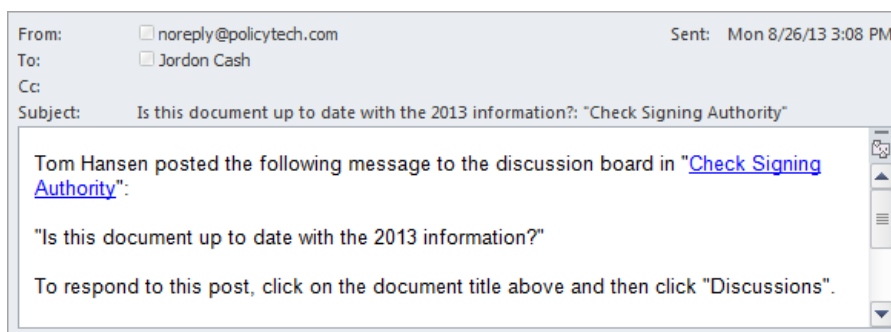 From: noreply@policytech.com Sent: Mon 8/26/13 3:08 PM
To: Jordon Cash
Cc:
Subject: Is this document up to date with the 2013 information?: "Check Signing Authority"
Tom Hansen posted the following message to the discussion board in "Check Signing
Authority":
"Is this document up to date with the 2013 information?"
To respond to this post, click on the document title above and then click "Discussions".